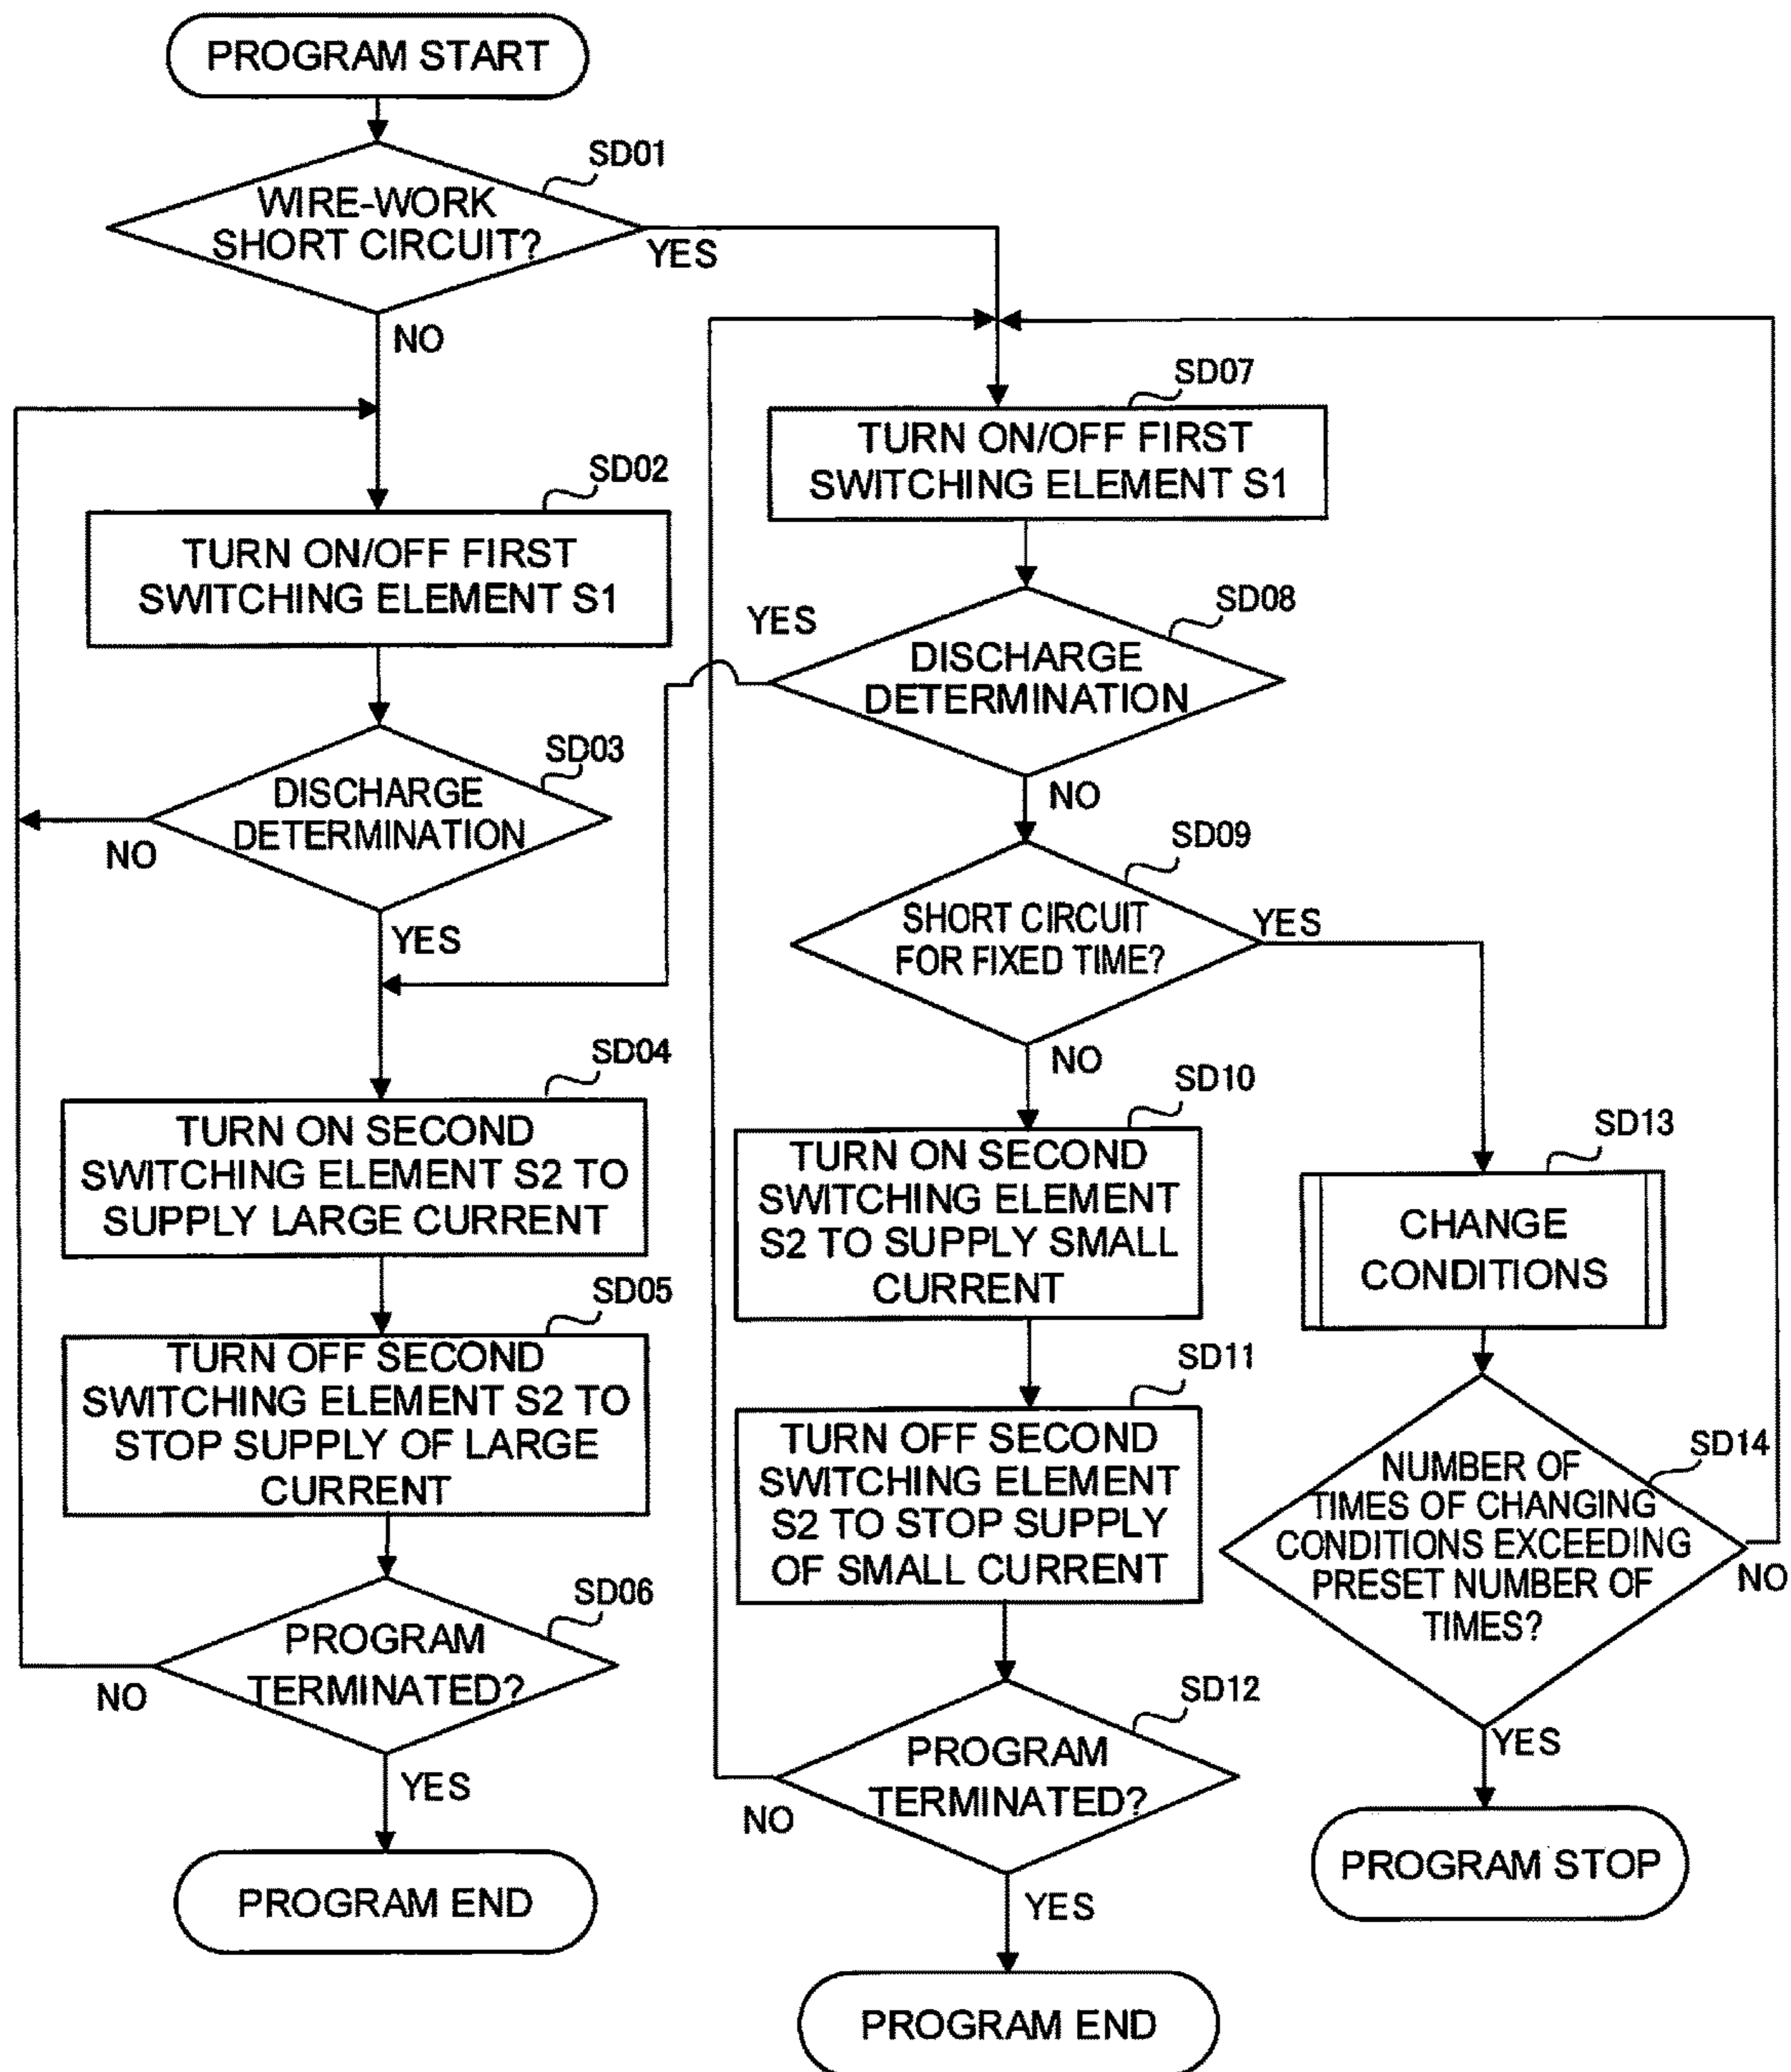 PROGRAM START
SD01
WIRE-WORK
SHORT CIRCUIT?
YES
NO
SD02
TURN ON/OFF FIRST
SWITCHING ELEMENT S1
SD03
DISCHARGE
DETERMINATION
NO
YES
SD04
TURN ON SECOND
SWITCHING ELEMENT S2 TO
SUPPLY LARGE CURRENT
SD05
TURN OFF SECOND
SWITCHING ELEMENT S2 TO
STOP SUPPLY OF LARGE
CURRENT
SD06
PROGRAM
TERMINATED?
NO
YES
PROGRAM END
SD07
TURN ON/OFF FIRST
SWITCHING ELEMENT S1
SD08
YES
DISCHARGE
DETERMINATION
NO
SD09
SHORT CIRCUIT
FOR FIXED TIME?
YES
NO
SD10
TURN ON SECOND
SWITCHING ELEMENT
S2 TO SUPPLY SMALL
CURRENT
SD11
TURN OFF SECOND
SWITCHING ELEMENT
S2 TO STOP SUPPLY
OF SMALL CURRENT
SD12
PROGRAM
TERMINATED?
NO
YES
PROGRAM END
SD13
CHANGE
CONDITIONS
SD14
NUMBER OF
TIMES OF CHANGING
CONDITIONS EXCEEDING
PRESET NUMBER OF
TIMES?
NO
YES
PROGRAM STOP